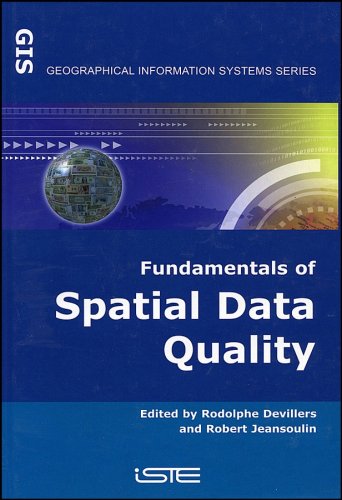 GIS
GEOGRAPHICAL INFORMATION SYSTEMS SERIES
Fundamentals of
Spatial Data
Quality
Edited by Rodolphe Devillers
and Robert Jeansoulin
iSTE